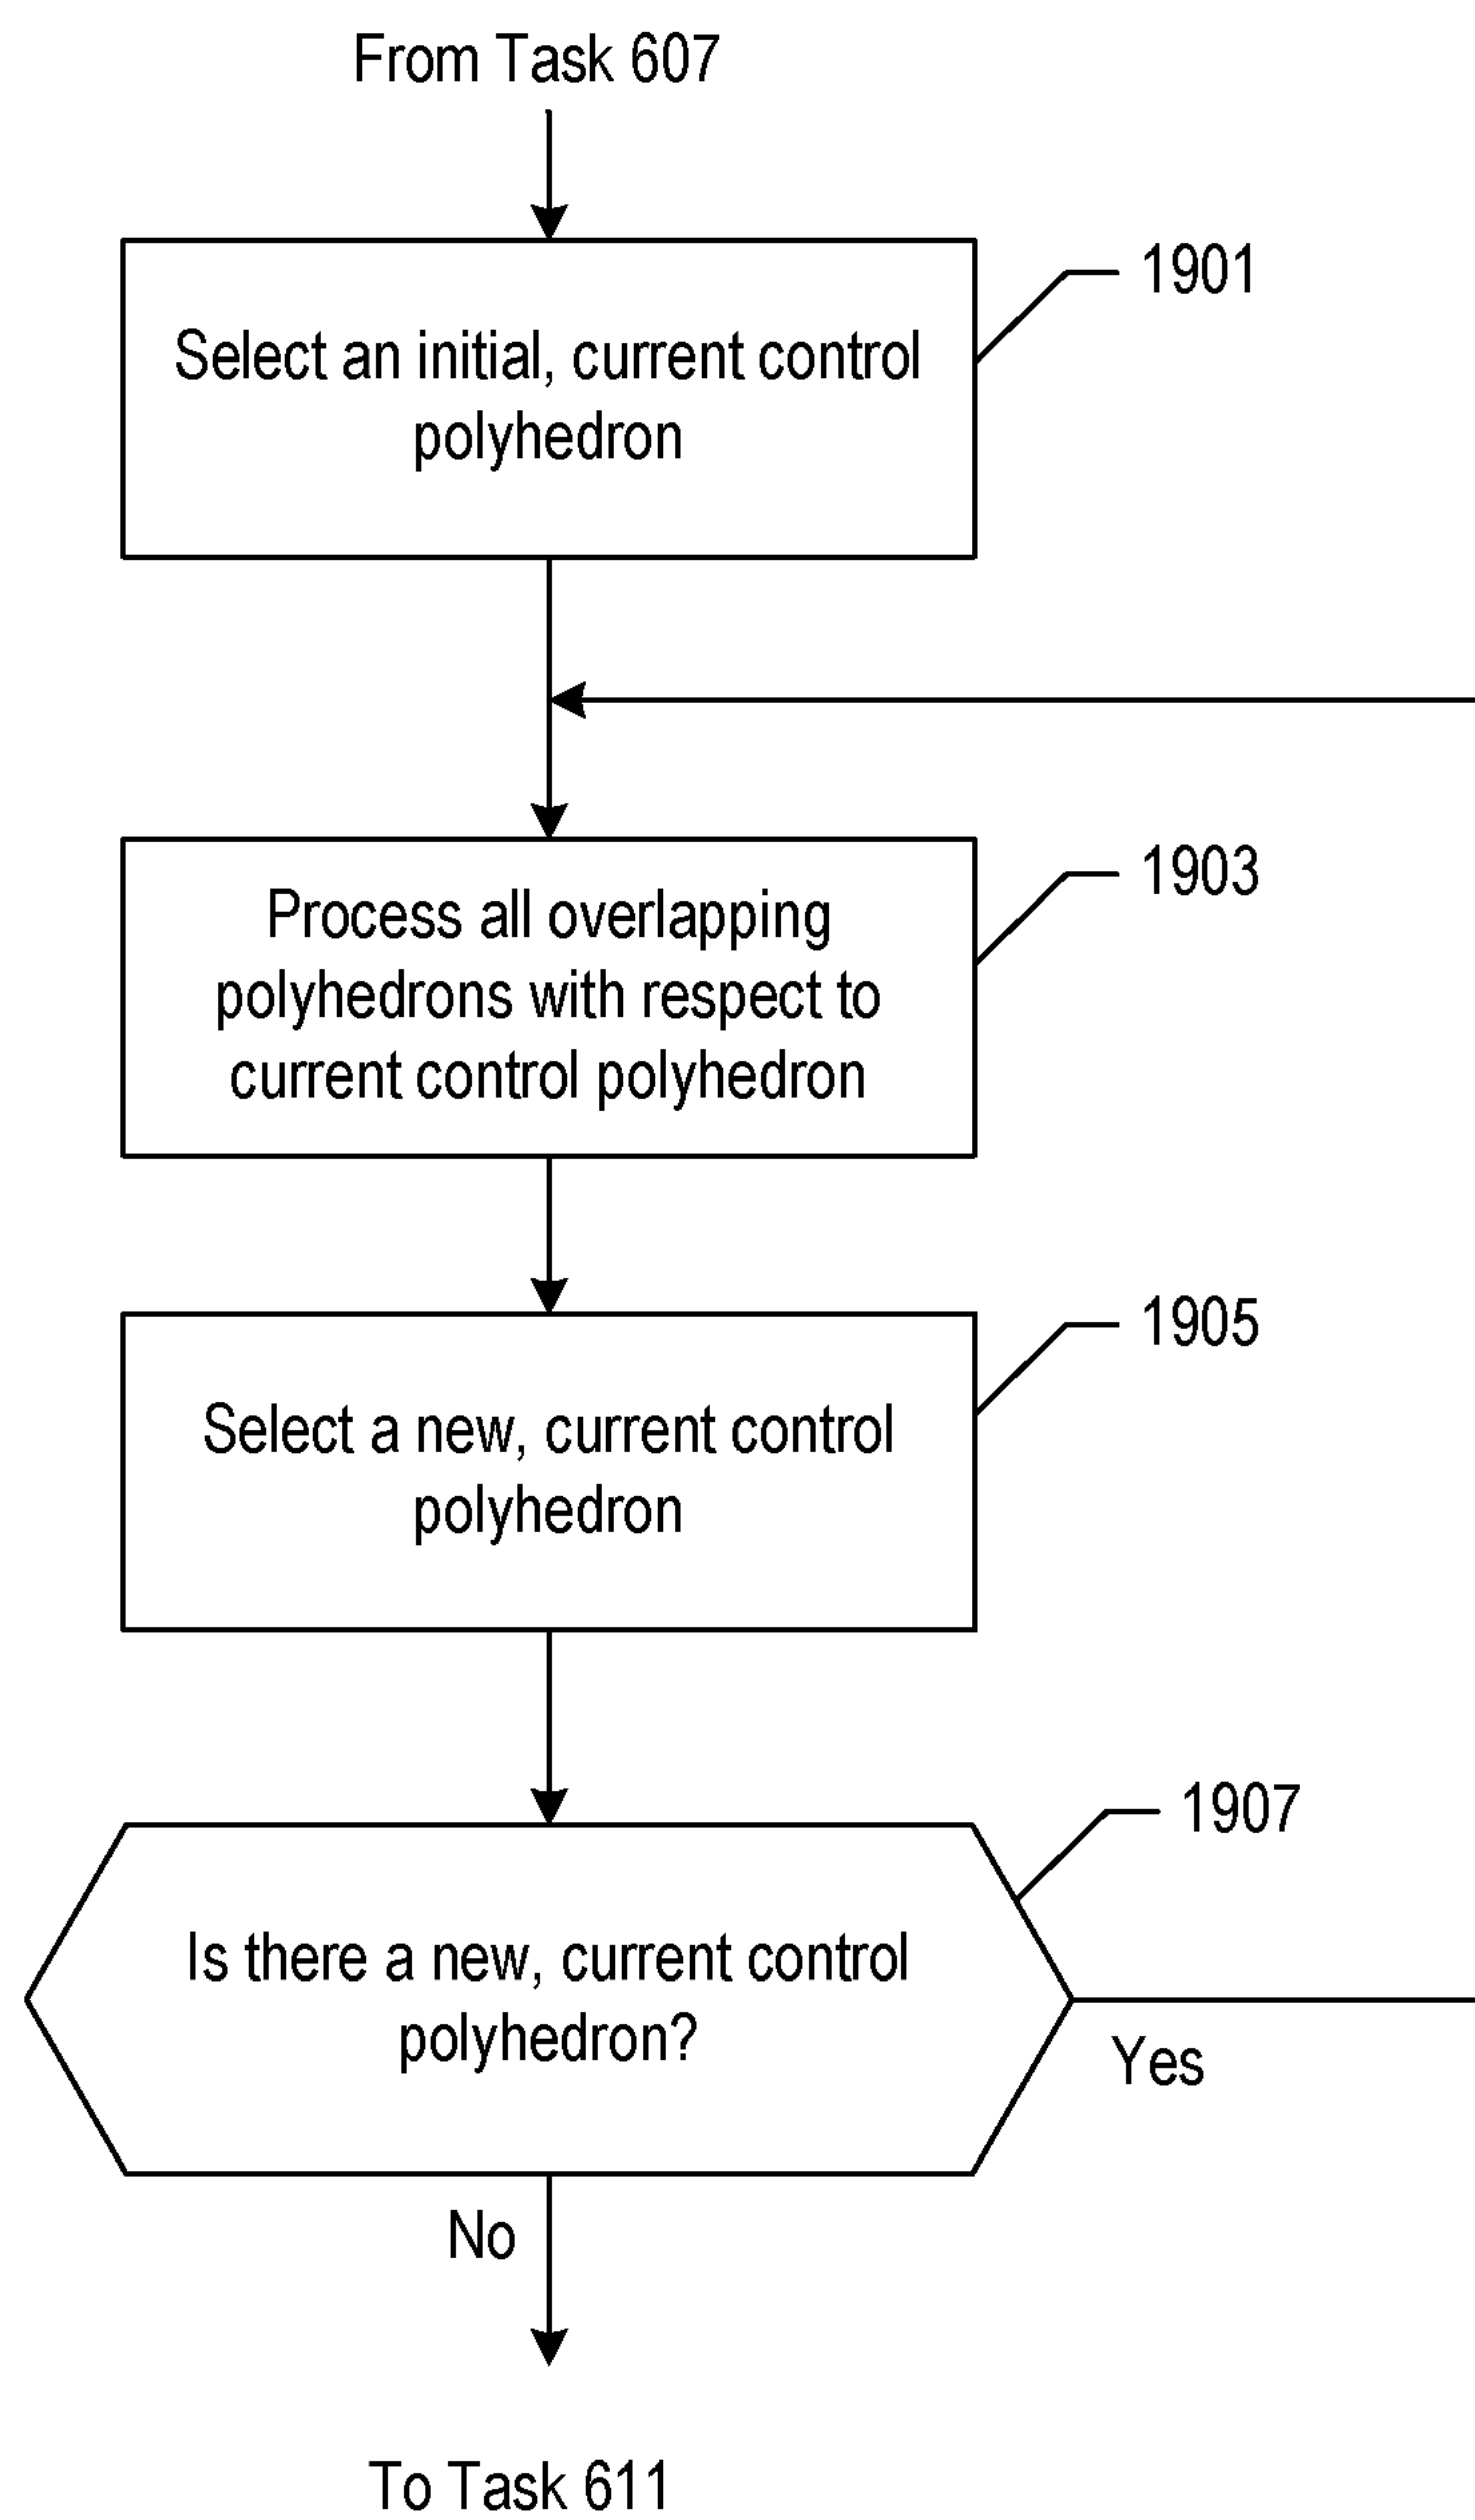 From Task 607
1901
Select an initial, current control
polyhedron
1903
Process all overlapping
polyhedrons with respect to
current control polyhedron
1905
Select a new, current control
polyhedron
1907
Is there a new, current control
polyhedron?
Yes
No
To Task 611